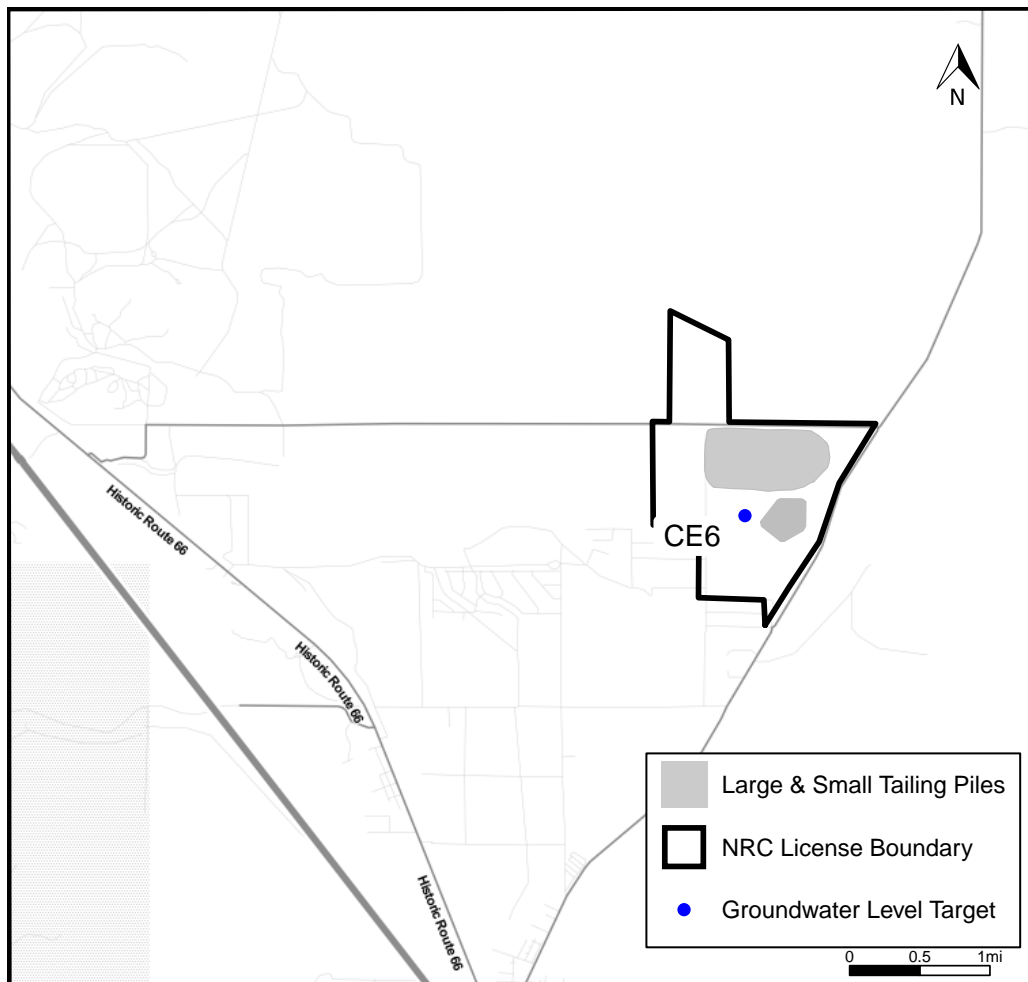 N
Historic Route 66
CE6
Historic Route 66
Large & Small Tailing Piles
NRC License Boundary
Historic Route 66
Groundwater Level Target
0 0.5 1mi